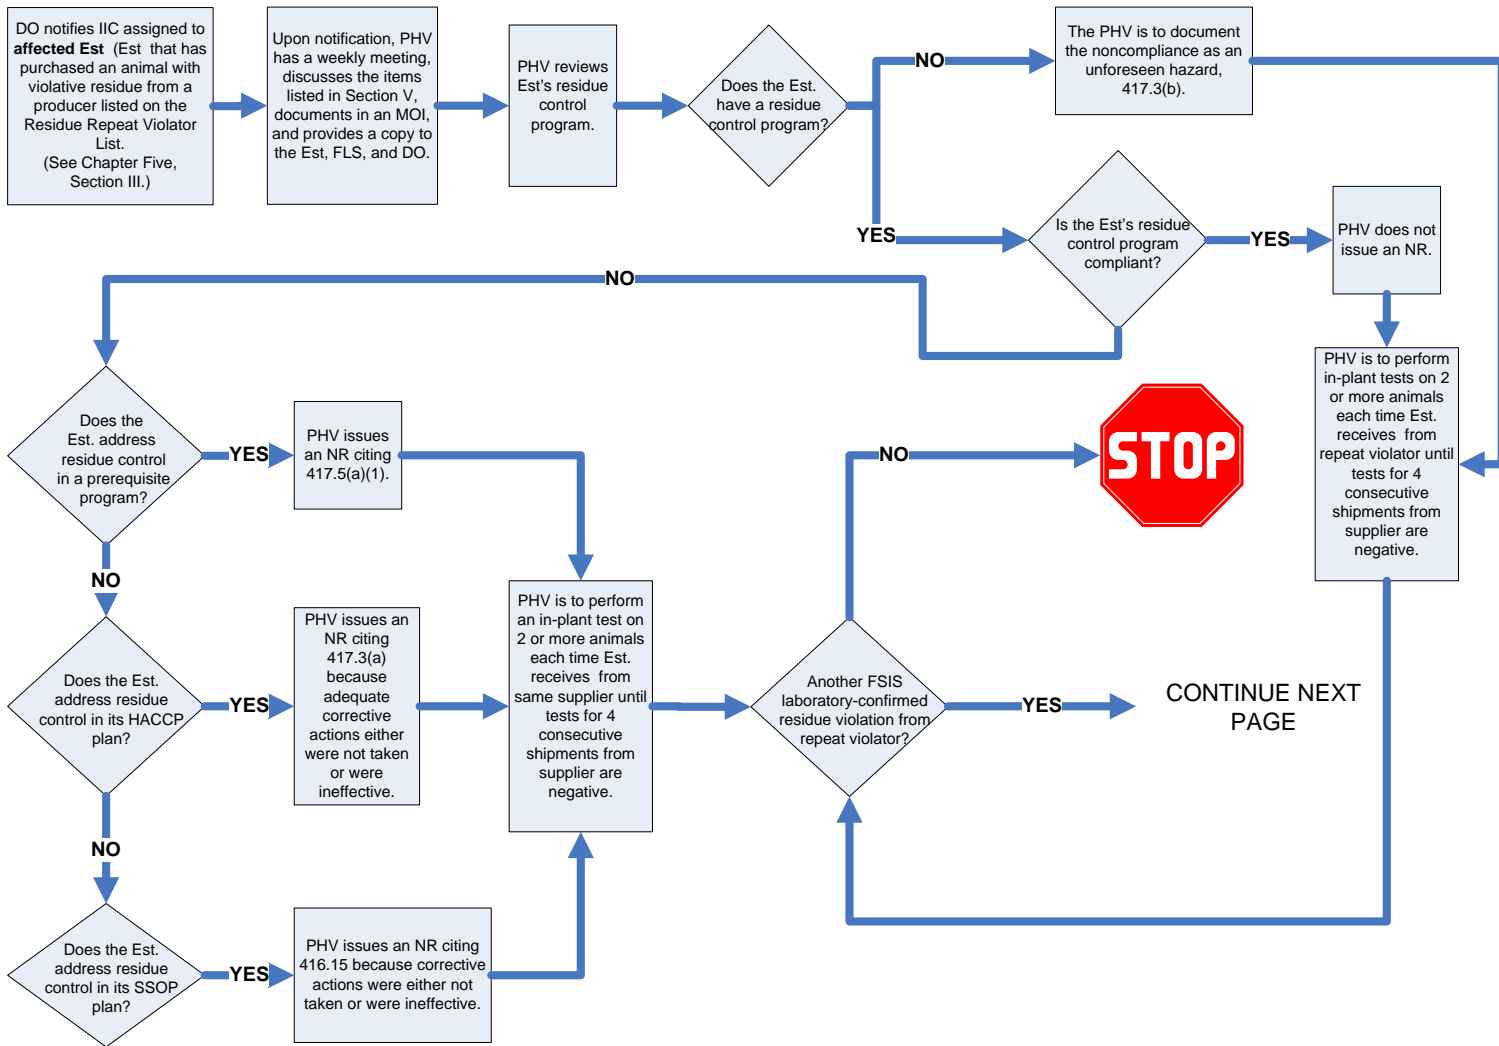 DO notifies IIC assigned to
affected Est (Est that has
purchased an animal with
violative residue from a
producer listed on the
Residue Repeat Violator
List.
(See Chapter Five,
Section III.)
Upon notification, PHV
has a weekly meeting,
discusses the items
listed in Section V,
documents in an MOI,
and provides a copy to
the Est, FLS, and DO.
PHV reviews
Est's residue
control
program.
Does the Est.
have a residue
control program?
NO
The PHV is to document
the noncompliance as an
unforeseen hazard,
417.3(b).
YES
Is the Est's residue
control program
compliant?
YES
PHV does not
issue an NR.
NO
PHV is to perform
in-plant tests on 2
or more animals
each time Est.
receives from
repeat violator until
tests for 4
consecutive
shipments from
supplier are
negative.
Does the
Est. address
residue control
in a prerequisite
program?
YES
PHV issues
an NR citing
417.5(a)(1).
NO
Does the Est.
address residue
control in its HACCP
plan?
YES
PHV issues an
NR citing
417.3(a)
because
adequate
corrective
actions either
were not taken
or were
ineffective.
NO
Does the Est.
address residue
control in its SSOP
plan?
YES
PHV issues an NR citing
416.15 because corrective
actions were either not
taken or were ineffective.
PHV is to perform
an in-plant test on
2 or more animals
each time Est.
receives from
same supplier until
tests for 4
consecutive
shipments from
supplier are
negative.
Another FSIS
laboratory-confirmed
residue violation from
repeat violator?
NO
STOP
YES
CONTINUE NEXT
PAGE